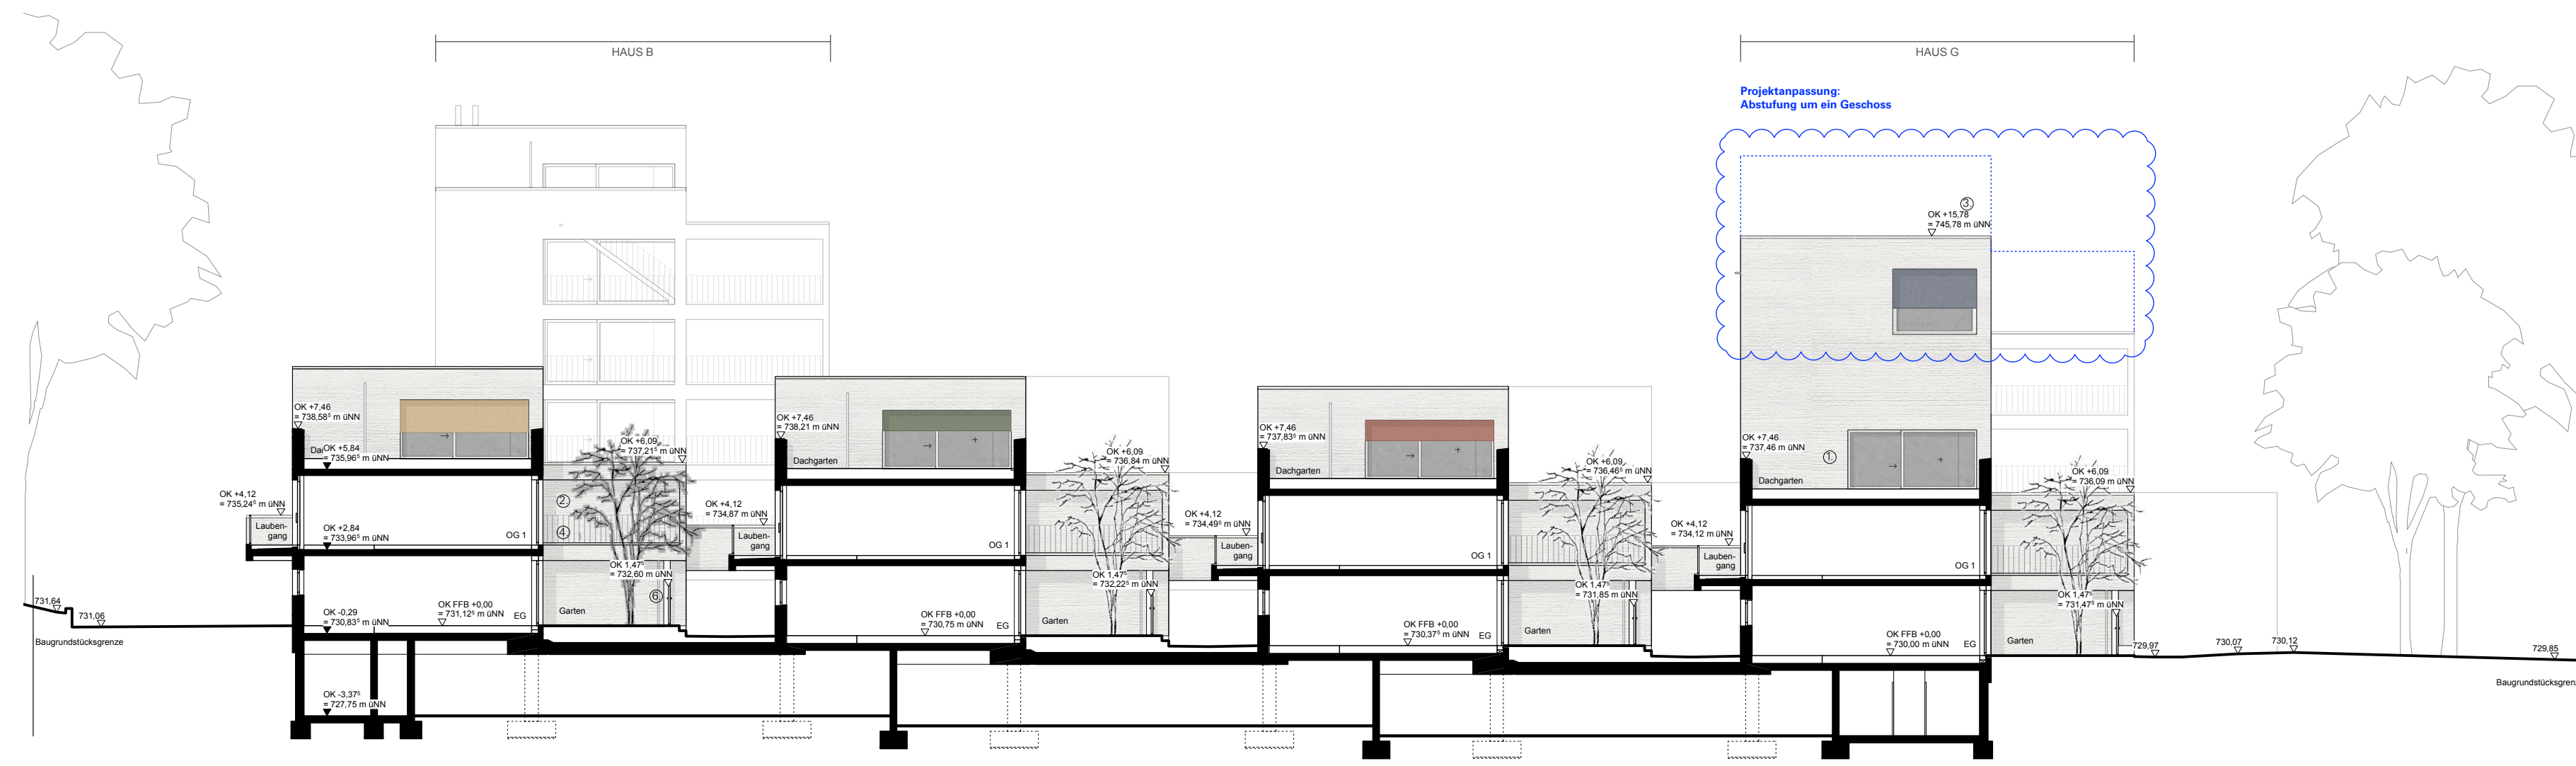 HAUS B
HAUS G
Projektanpassung:
Abstufung um ein Geschoss
3.
OK +15,78
= 745,78 m üNN
OK +7,46
= 738,58⁵ m üNN
OK +5,84
= 735,96⁵ m üNN
OK +4,12
= 735,24⁵ m üNN
Lauben-
gang
OK +2,84
= 733,96⁵ m üNN
OG 1
OK -0,29
= 730,83⁵ m üNN
OK FFB +0,00
= 731,12⁵ m üNN
EG
OK -3,37⁵
= 727,75 m üNN
731,64
731,06
Baugrundstücksgrenze
OK +6,09
= 737,21⁵ m üNN
2.
4.
OK 1,47⁵
= 732,60 m üNN
6.
Garten
OK +4,12
= 734,87 m üNN
Lauben-
gang
OK +7,46
= 738,21 m üNN
Dachgarten
OG 1
OK FFB +0,00
= 730,75 m üNN
EG
OK +6,09
= 736,84 m üNN
OK 1,47⁵
= 732,22⁵ m üNN
Garten
OK +4,12
= 734,49⁵ m üNN
Lauben-
gang
OK +7,46
= 737,83⁵ m üNN
Dachgarten
OG 1
OK FFB +0,00
= 730,37⁵ m üNN
EG
OK +6,09
= 736,46⁵ m üNN
OK 1,47⁵
= 731,85 m üNN
Garten
OK +4,12
= 734,12 m üNN
Lauben-
gang
OK +7,46
= 737,46 m üNN
1.
Dachgarten
OG 1
OK FFB +0,00
= 730,00 m üNN
EG
OK +6,09
= 736,09 m üNN
OK 1,47⁵
= 731,47⁵ m üNN
Garten
729,97
730,07
730,12
729,85
Baugrundstücksgren